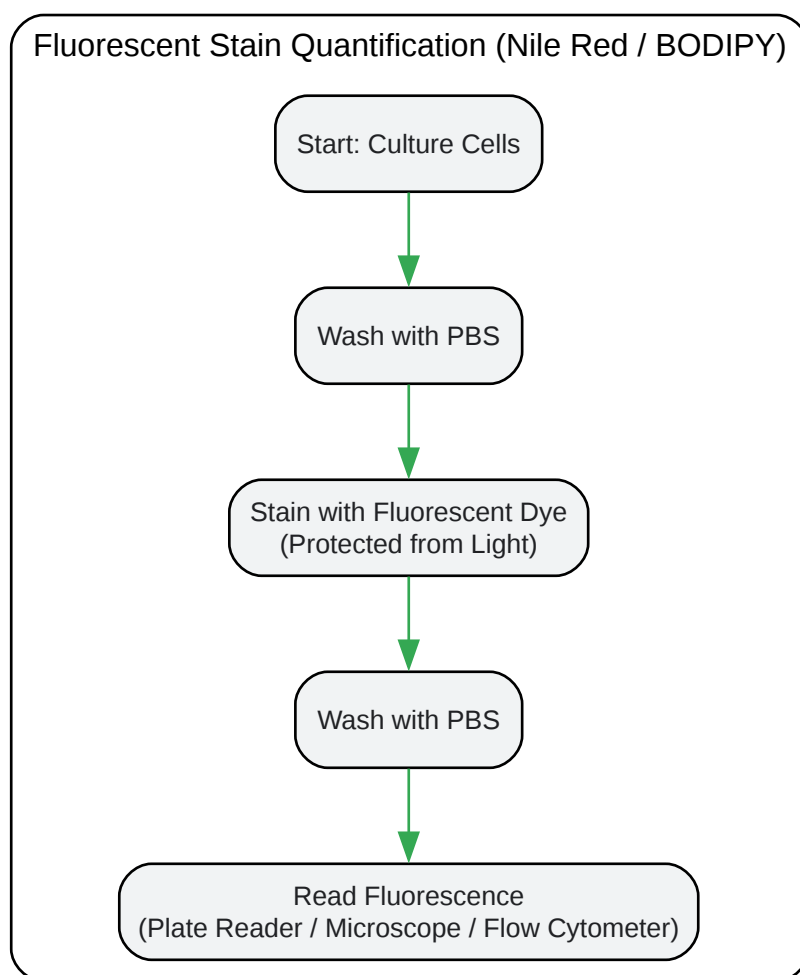 Fluorescent Stain Quantification (Nile Red / BODIPY)
Start: Culture Cells
Wash with PBS
Stain with Fluorescent Dye
(Protected from Light)
Wash with PBS
Read Fluorescence
(Plate Reader / Microscope / Flow Cytometer)